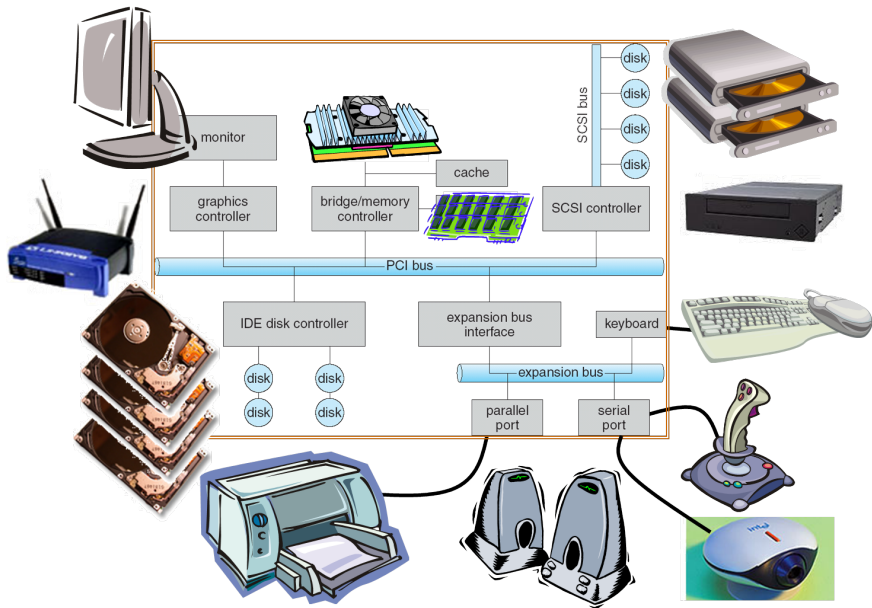 disk
disk
SCSI bus
disk
disk
monitor
cache
graphics
controller
bridge/memory
controller
SCSI controller
PCI bus
IDE disk controller
expansion bus
interface
keyboard
disk
disk
expansion bus
disk
disk
parallel
port
serial
port
intel